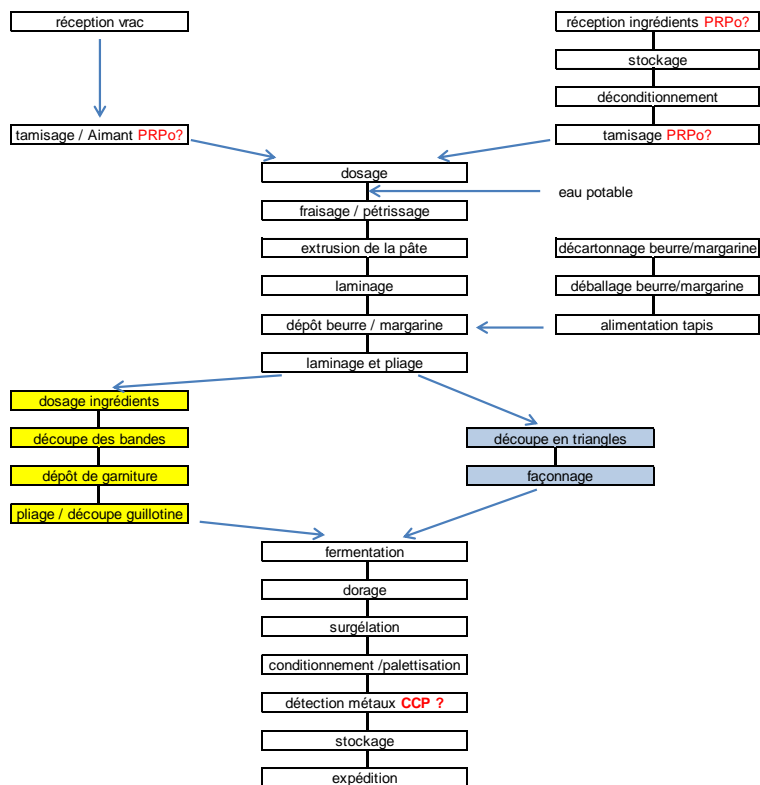 réception vrac
réception ingrédients PRPo?
stockage
déconditionnement
tamisage / Aimant PRPo?
tamisage PRPo?
dosage
eau potable
fraisage / pétrissage
extrusion de la pâte
décartonnage beurre/margarine
laminage
déballage beurre/margarine
dépôt beurre / margarine
alimentation tapis
laminage et pliage
dosage ingrédients
découpe des bandes
découpe en triangles
dépôt de garniture
façonnage
pliage / découpe guillotine
fermentation
dorage
surgélation
conditionnement /palettisation
détection métaux CCP ?
stockage
expédition